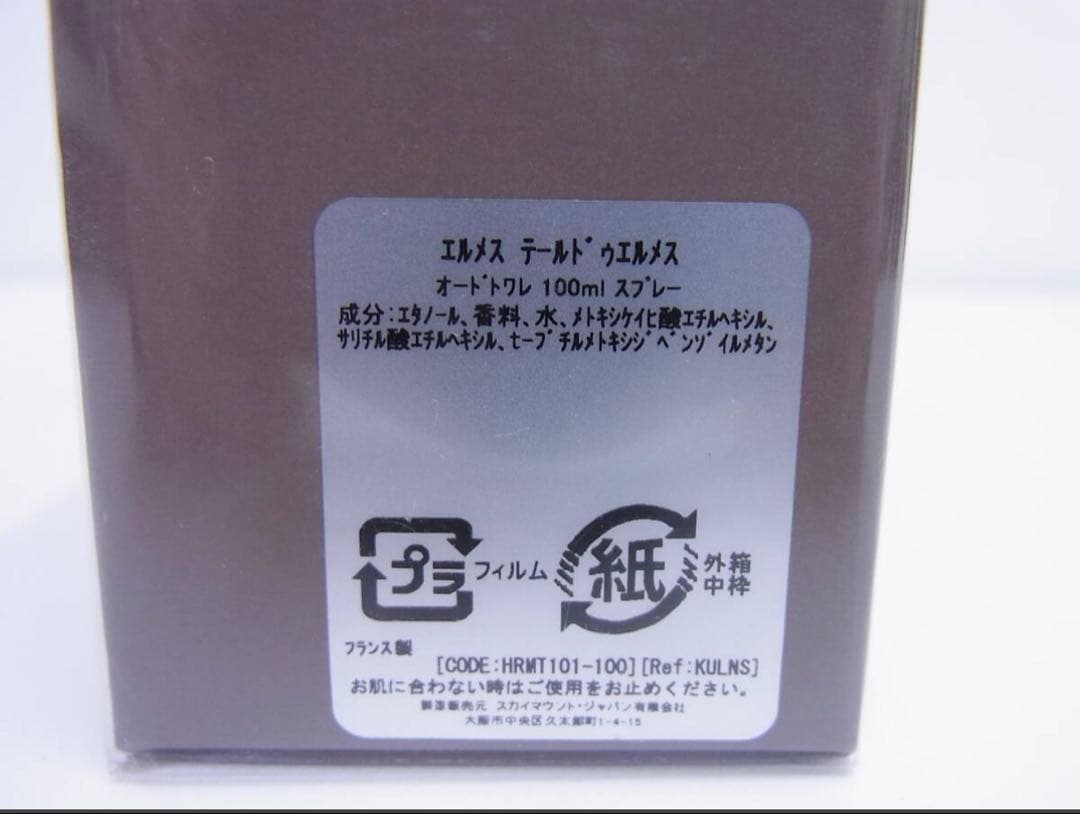 ｴﾙﾒｽ ﾃｰﾙﾄﾞｩｴﾙﾒｽ
ｵｰﾄﾞﾄﾜﾚ 100ml ｽﾌﾟﾚｰ
成分:ｴﾀﾉｰﾙ、香料、水、ﾒﾄｷｼｹｲﾋ酸ｴﾁﾙﾍｷｼﾙ、
ｻﾘﾁﾙ酸ｴﾁﾙﾍｷｼﾙ、t-ﾌﾞﾁﾙﾒﾄｷｼｼﾞﾍﾞﾝｿﾞｲﾙﾒﾀﾝ
プラ フィルム 紙 外箱
中枠
フランス製
[CODE:HRMT101-100][Ref:KULNS]
お肌に合わない時はご使用をお止めください。
製造販売元 スカイマウント・ジャパン有限会社
大阪市中央区久太郎町1-4-15